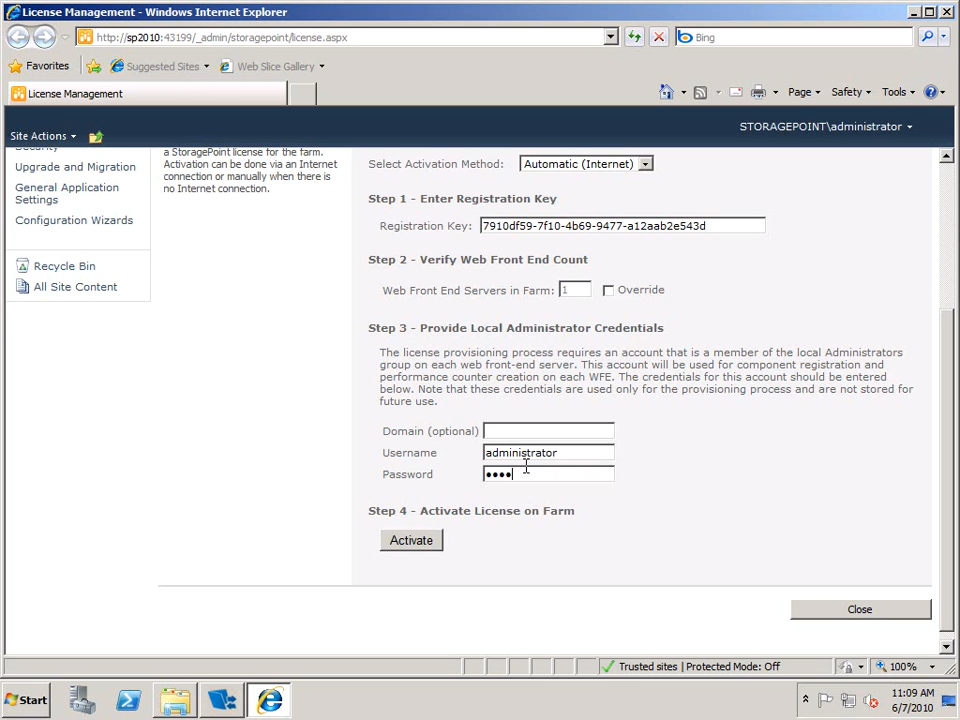 License Management - Windows Internet Explorer
http://sp2010:43199/_admin/storagepoint/license.aspx
Bing
Favorites
Suggested Sites
Web Slice Gallery
License Management
Page
Safety
Tools
Site Actions
STORAGEPOINT\administrator
Upgrade and Migration
General Application
Settings
Configuration Wizards
Recycle Bin
All Site Content
a StoragePoint license for the farm.
Activation can be done via an Internet
connection or manually when there is
no Internet connection.
Select Activation Method: Automatic (Internet)
Step 1 - Enter Registration Key
Registration Key: 7910df59-7f10-4b69-9477-a12aab2e543d
Step 2 - Verify Web Front End Count
Web Front End Servers in Farm: 1 Override
Step 3 - Provide Local Administrator Credentials
The license provisioning process requires an account that is a member of the local Administrators
group on each web front-end server. This account will be used for component registration and
performance counter creation on each WFE. The credentials for this account should be entered
below. Note that these credentials are used only for the provisioning process and are not stored for
future use.
Domain (optional)
Username administrator
Password ••••
Step 4 - Activate License on Farm
Activate
Close
Trusted sites | Protected Mode: Off
100%
Start
11:09 AM
6/7/2010